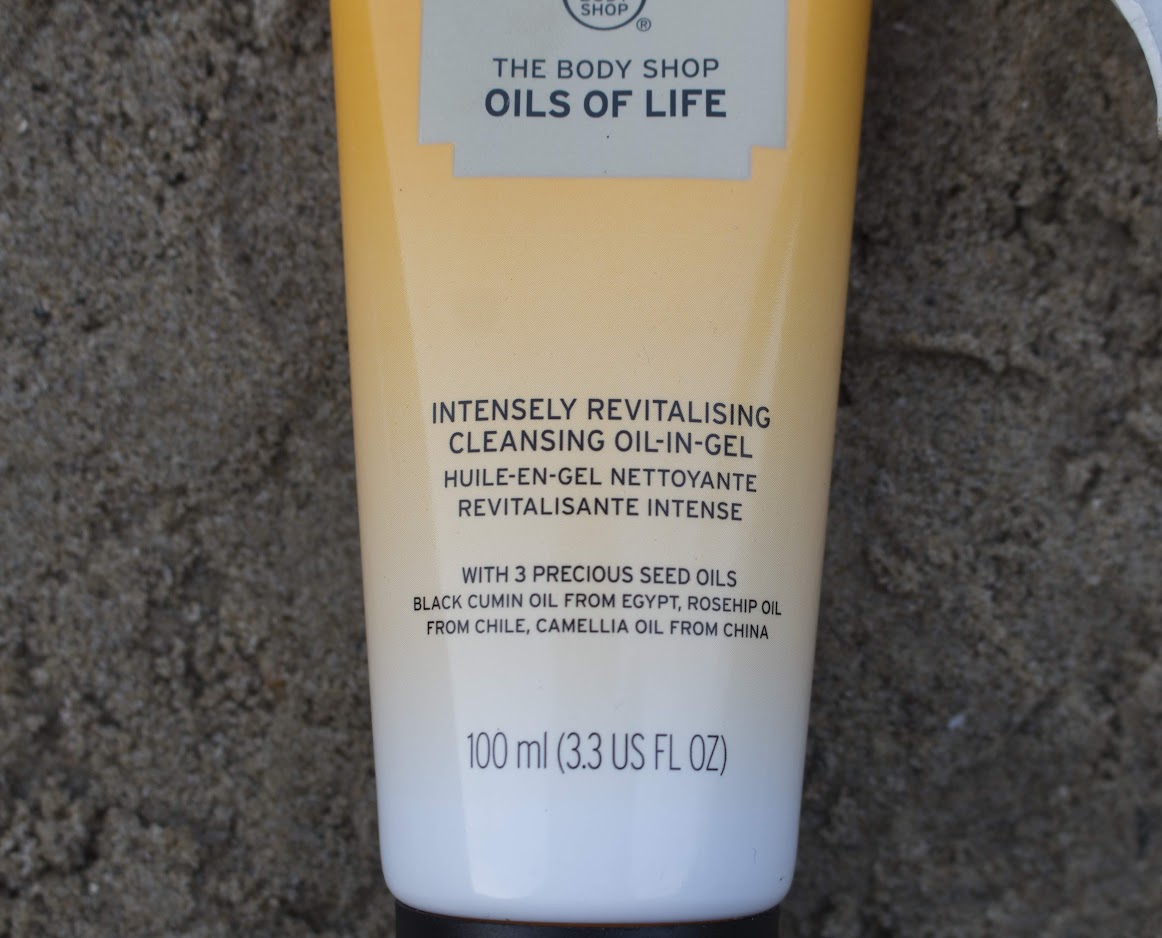 SHOP
®
THE BODY SHOP
OILS OF LIFE
INTENSELY REVITALISING
CLEANSING OIL-IN-GEL
HUILE-EN-GEL NETTOYANTE
REVITALISANTE INTENSE
WITH 3 PRECIOUS SEED OILS
BLACK CUMIN OIL FROM EGYPT, ROSEHIP OIL
FROM CHILE, CAMELLIA OIL FROM CHINA
100 ml (3.3 US FL OZ)